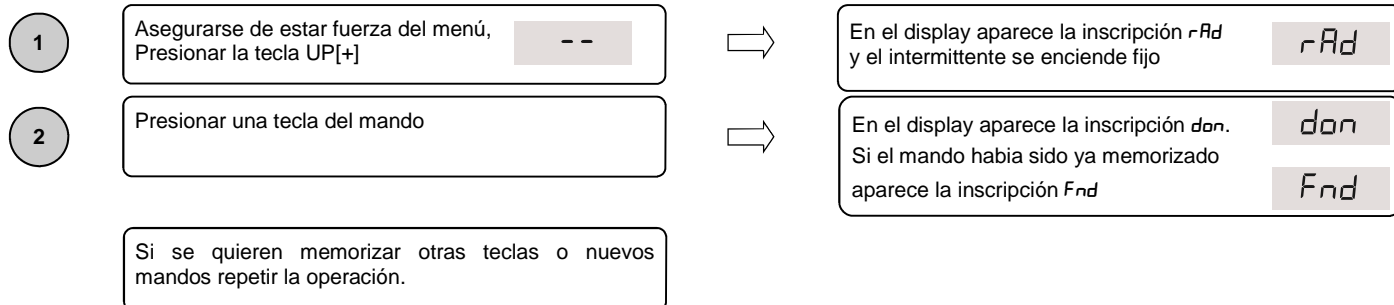 1
Asegurarse de estar fuerza del menú,
Presionar la tecla UP[+]
--
En el display aparece la inscripción rAd
y el intermittente se enciende fijo
rAd
2
Presionar una tecla del mando
En el display aparece la inscripción don.
Si el mando habia sido ya memorizado
aparece la inscripción Fnd
don
Fnd
Si se quieren memorizar otras teclas o nuevos
mandos repetir la operación.